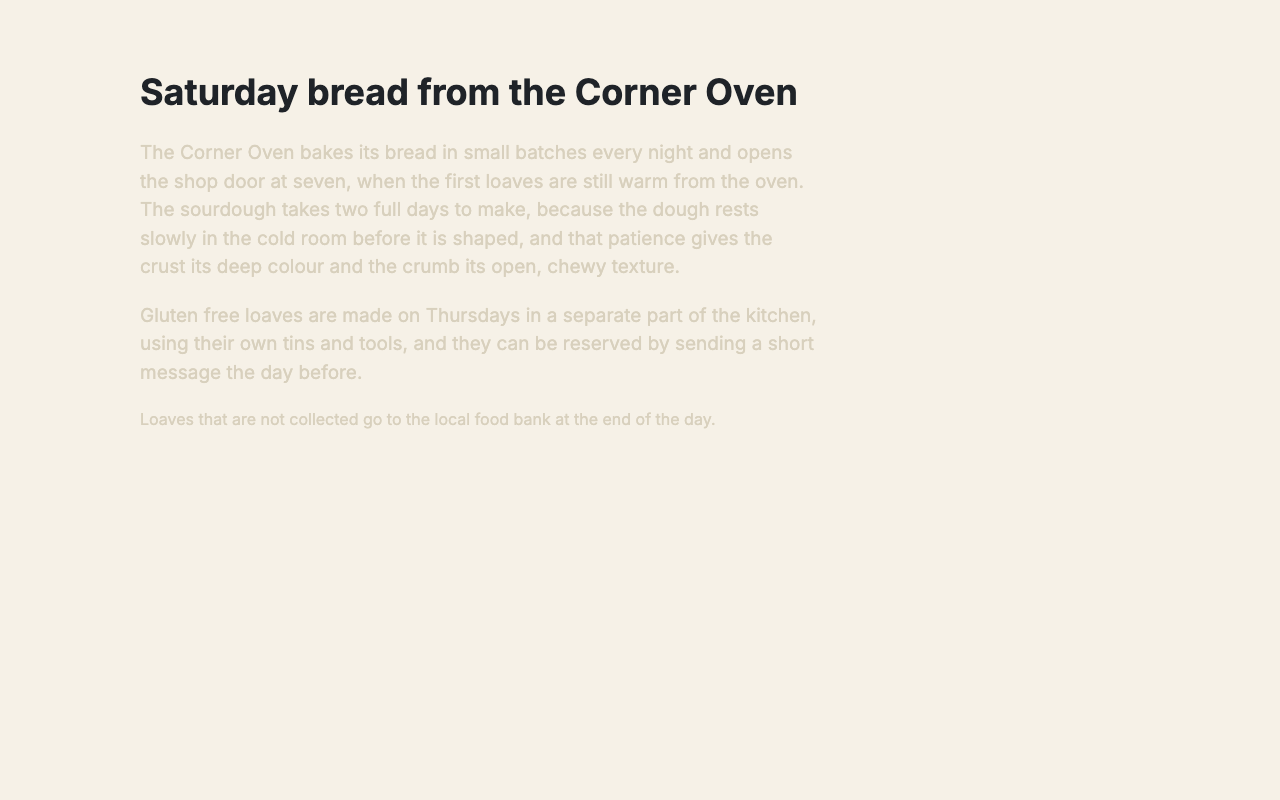 Saturday bread from the Corner Oven
The Corner Oven bakes its bread in small batches every night and opens
the shop door at seven, when the first loaves are still warm from the oven.
The sourdough takes two full days to make, because the dough rests
slowly in the cold room before it is shaped, and that patience gives the
crust its deep colour and the crumb its open, chewy texture.
Gluten free loaves are made on Thursdays in a separate part of the kitchen,
using their own tins and tools, and they can be reserved by sending a short
message the day before.
Loaves that are not collected go to the local food bank at the end of the day.